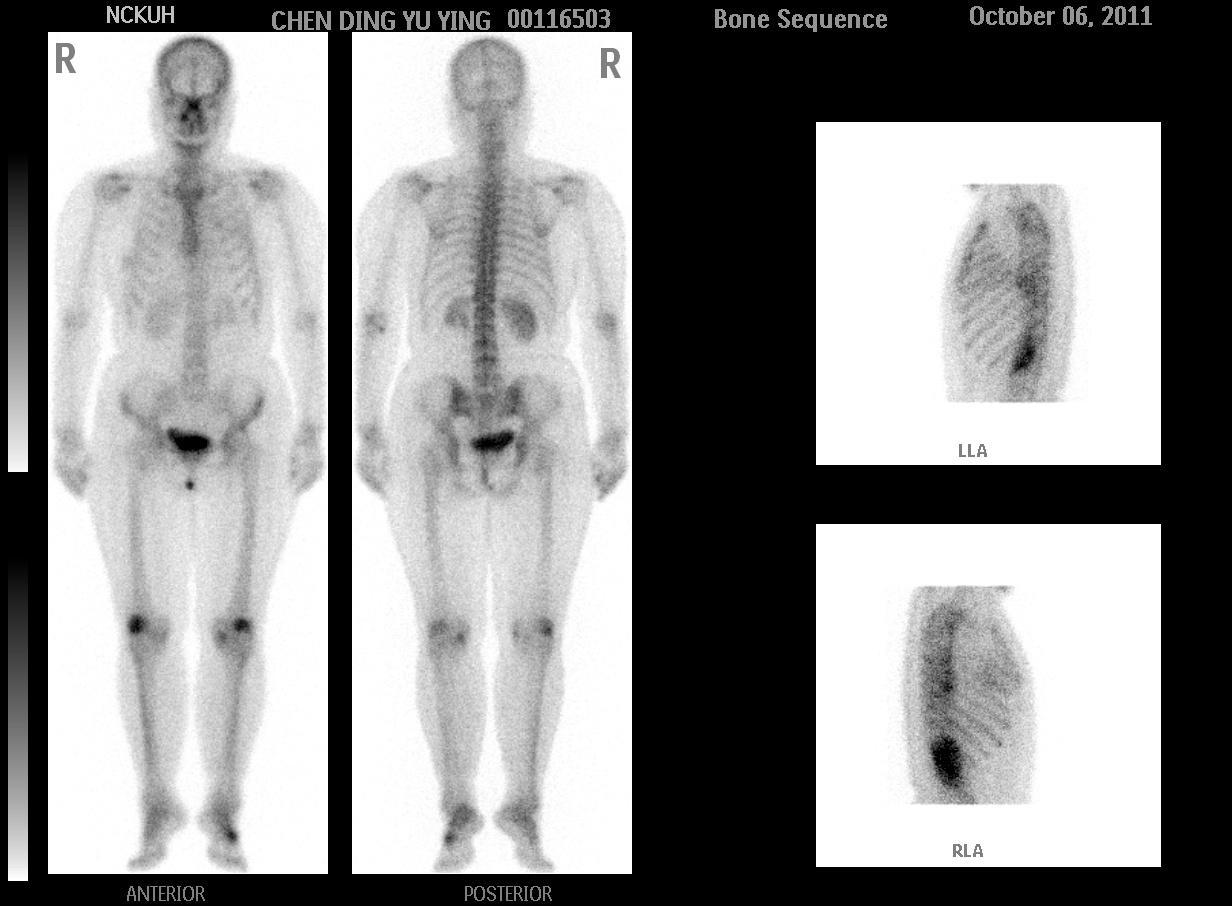 NCKUH CHEN DING YU YING 00116503 Bone Sequence October 06, 2011
R R
LLA
RLA
ANTERIOR POSTERIOR